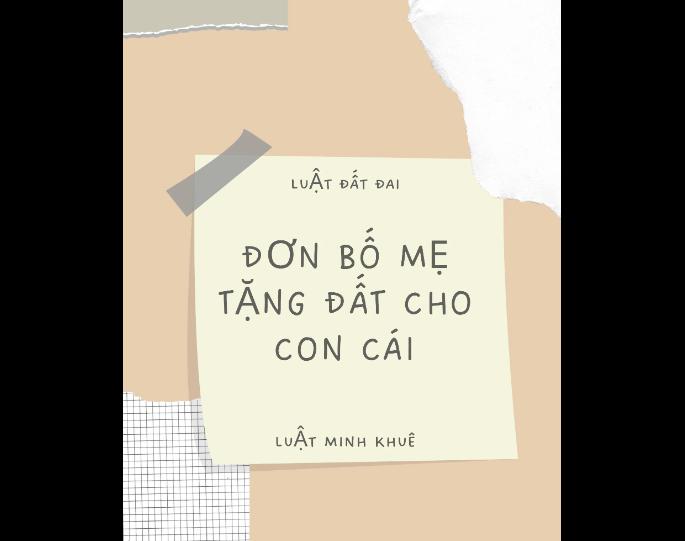 LUẬT ĐẤT ĐAI
ĐƠN BỐ MẸ
TẶNG ĐẤT CHO
CON CÁI
LUẬT MINH KHUÊ